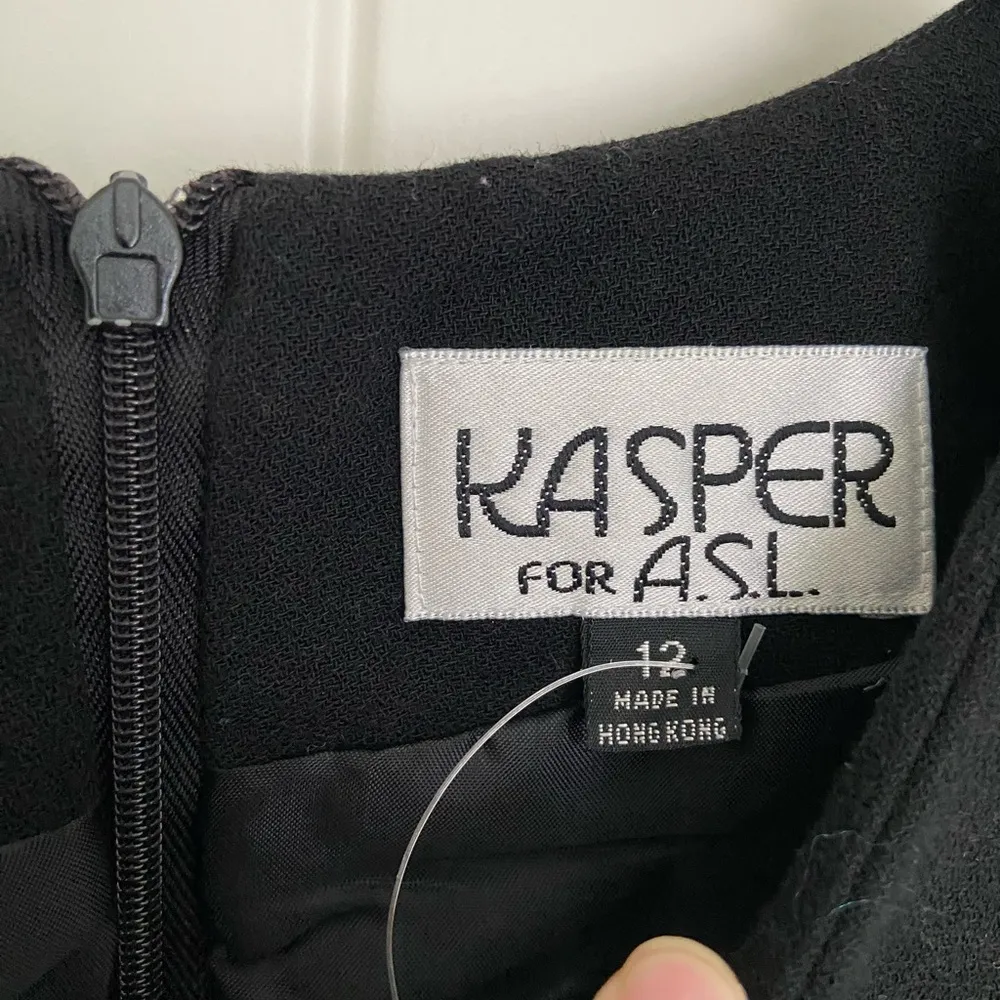 KASPER
FOR A.S.L.
12
MADE IN
HONG KONG